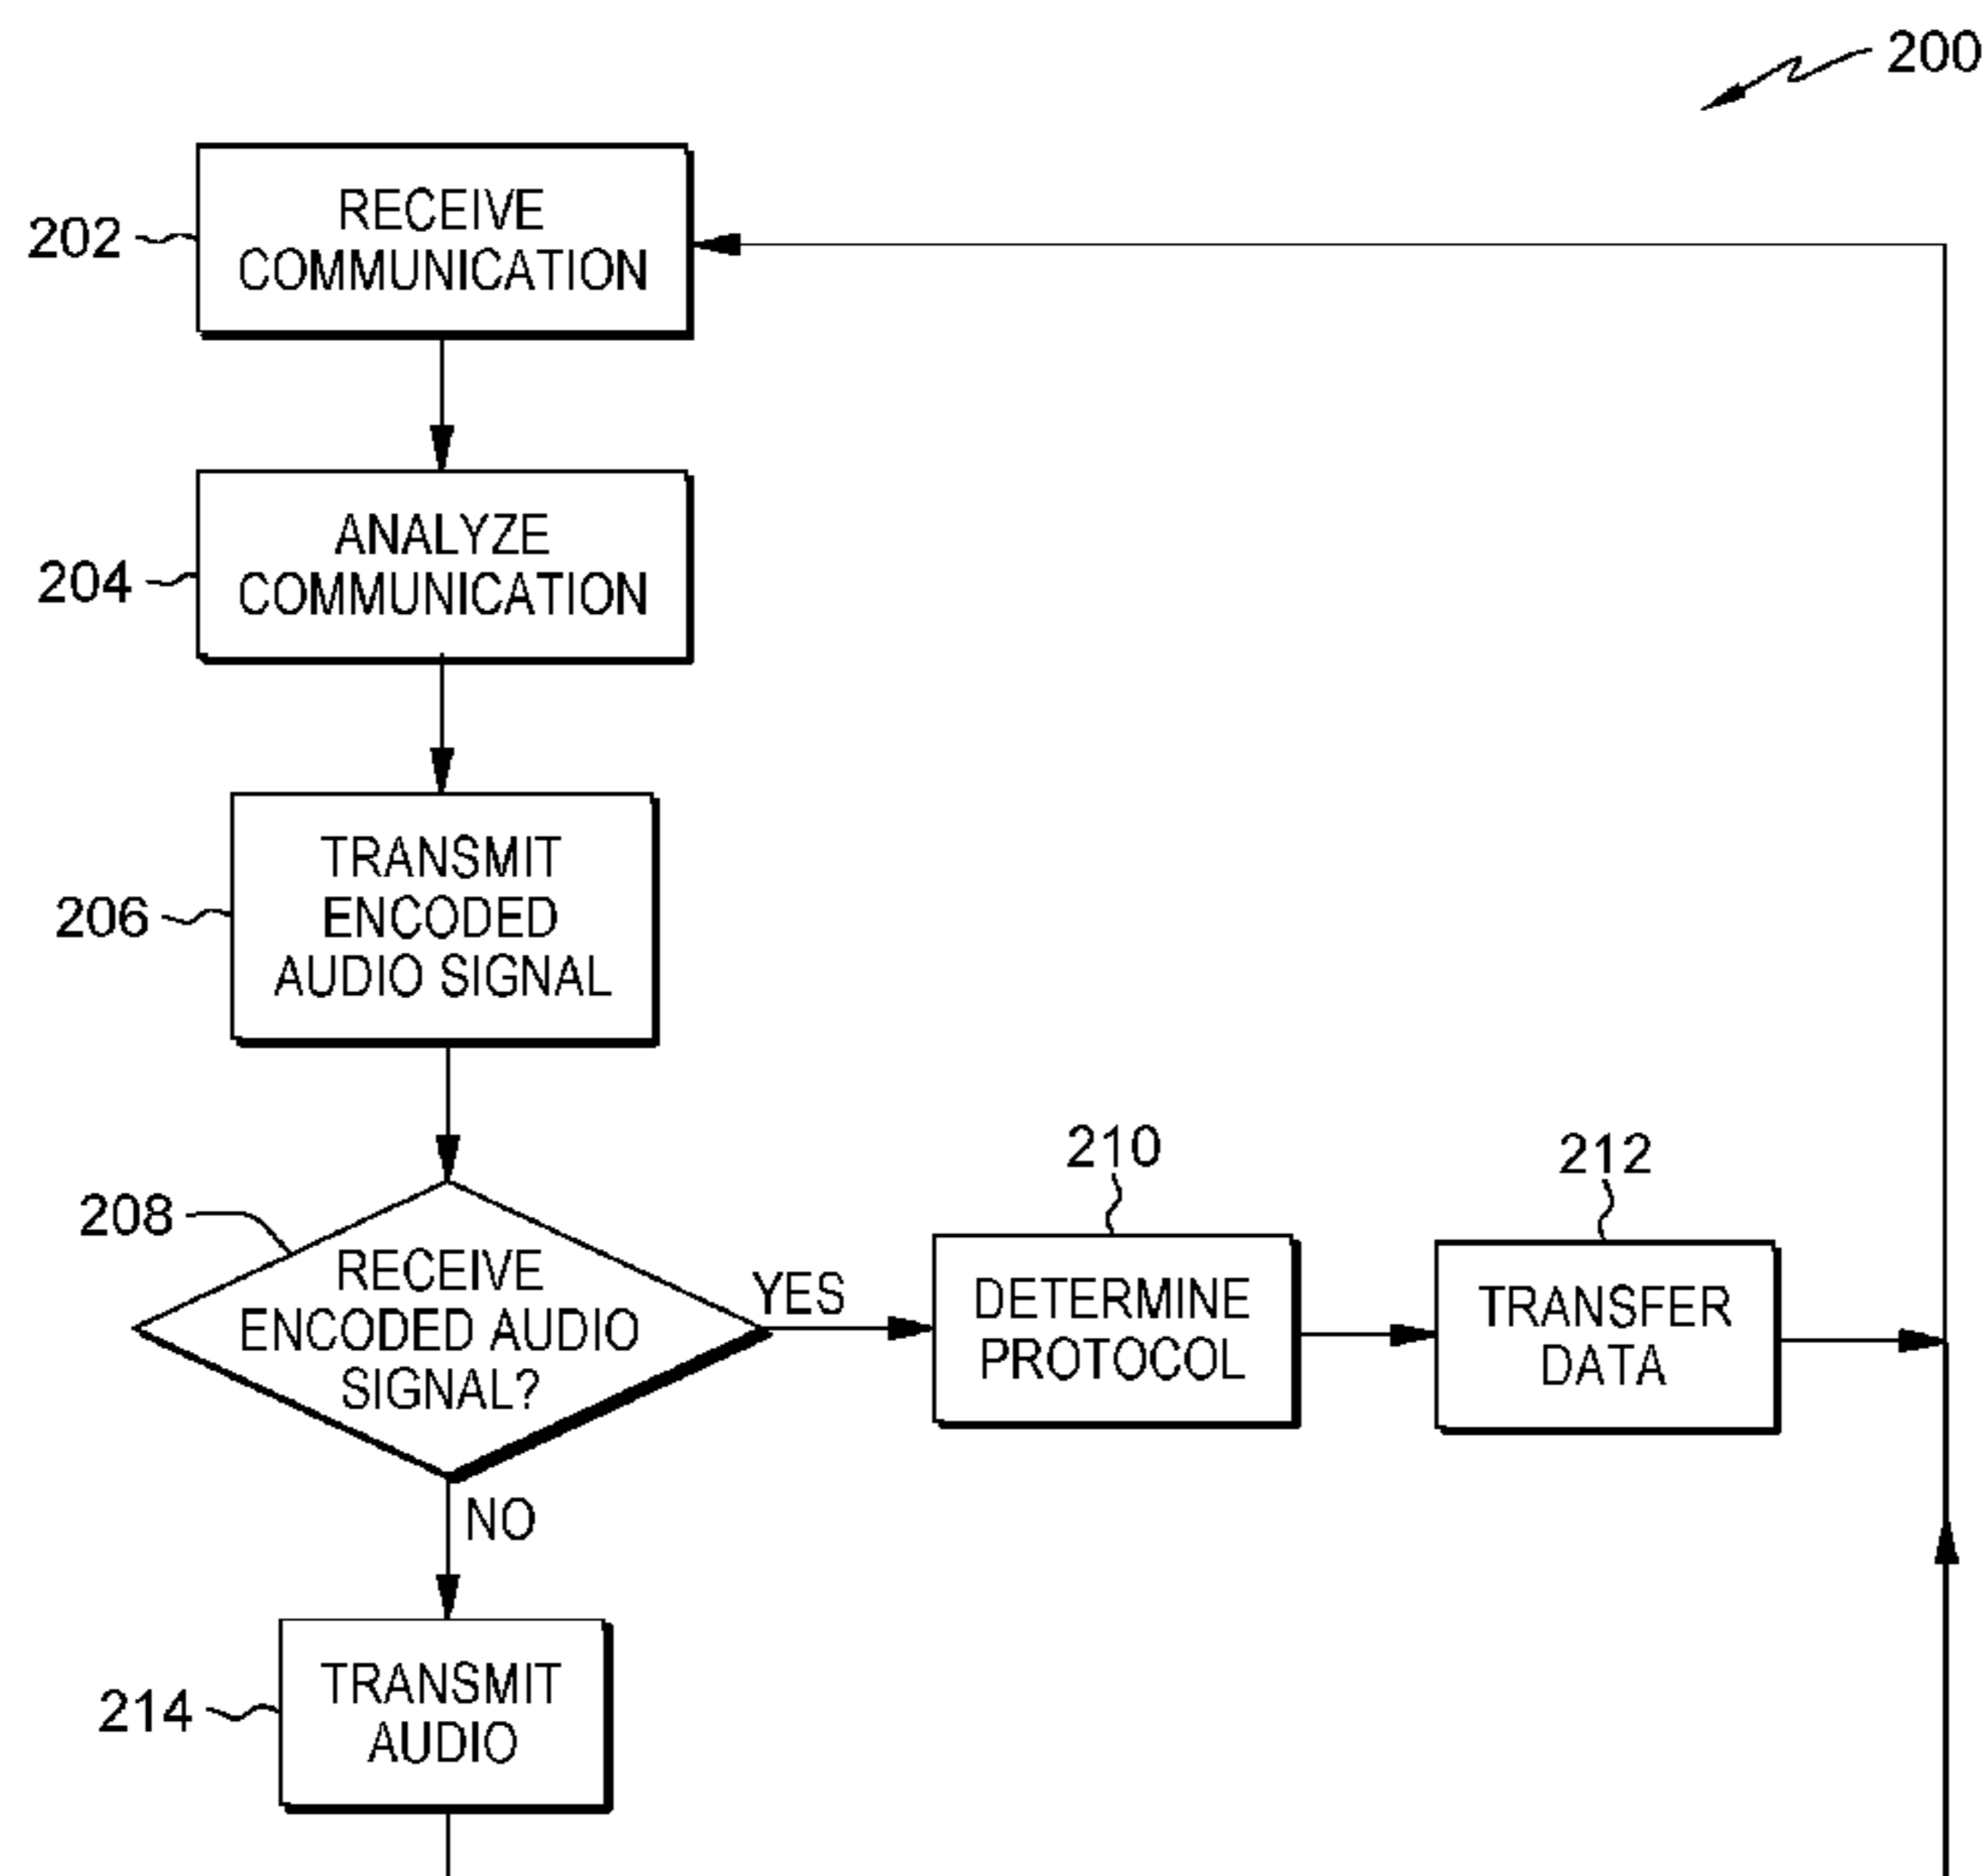 200
202
RECEIVE
COMMUNICATION
204
ANALYZE
COMMUNICATION
206
TRANSMIT
ENCODED
AUDIO SIGNAL
208
RECEIVE
ENCODED AUDIO
SIGNAL?
YES
210
DETERMINE
PROTOCOL
212
TRANSFER
DATA
NO
214
TRANSMIT
AUDIO